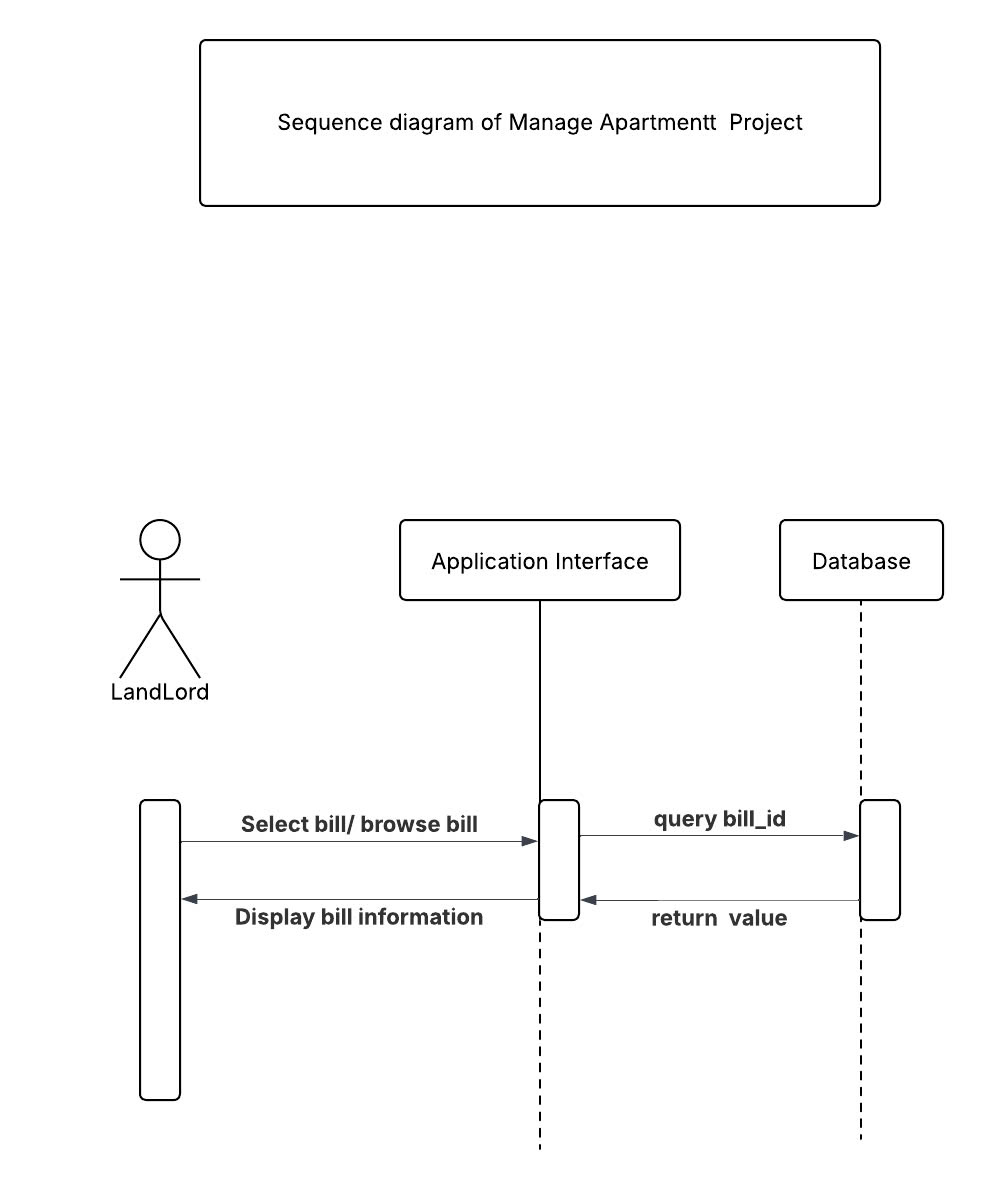 Sequence diagram of Manage Apartmentt  Project
Application Interface
Database
LandLord
Select bill/ browse bill
query bill_id
Display bill information
return  value